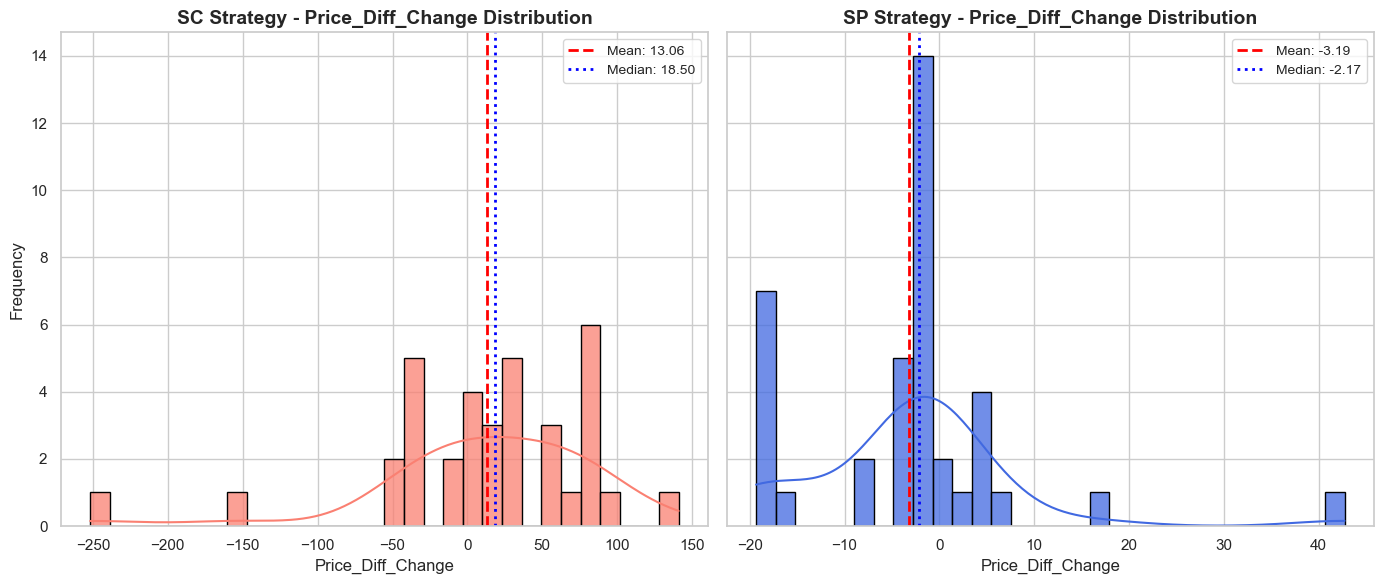 SC Strategy - Price_Diff_Change Distribution
Mean: 13.06
Median: 18.50
Frequency
14
12
10
8
6
4
2
0
−250 −200 −150 −100 −50 0 50 100 150
Price_Diff_Change
SP Strategy - Price_Diff_Change Distribution
Mean: -3.19
Median: -2.17
−20 −10 0 10 20 30 40
Price_Diff_Change